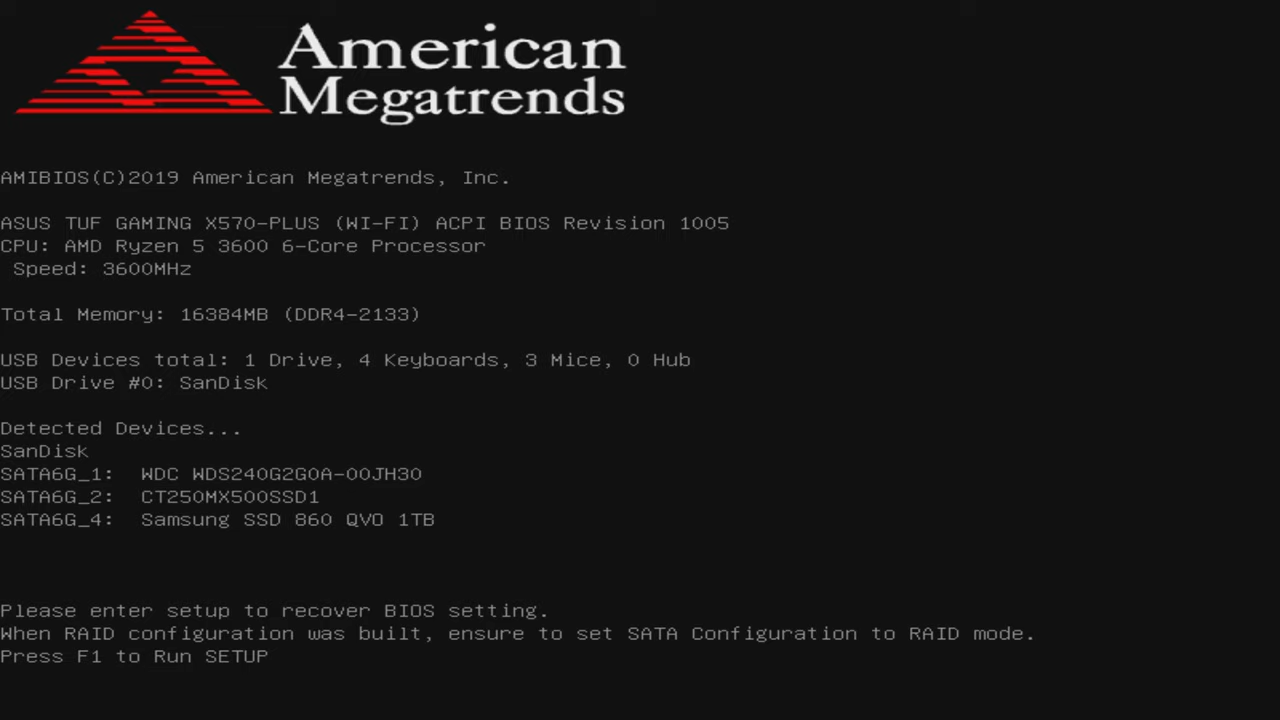 American
Megatrends
AMIBIOS(C)2019 American Megatrends, Inc.
ASUS TUF GAMING X570-PLUS (WI-FI) ACPI BIOS Revision 1005
CPU: AMD Ryzen 5 3600 6-Core Processor
Speed: 3600MHz
Total Memory: 16384MB (DDR4-2133)
USB Devices total: 1 Drive, 4 Keyboards, 3 Mice, 0 Hub
USB Drive #0: SanDisk
Detected Devices...
SanDisk
SATA6G_1: WDC WDS240G2G0A-00JH30
SATA6G_2: CT250MX500SSD1
SATA6G_4: Samsung SSD 860 QVO 1TB
Please enter setup to recover BIOS setting.
When RAID configuration was built, ensure to set SATA Configuration to RAID mode.
Press F1 to Run SETUP